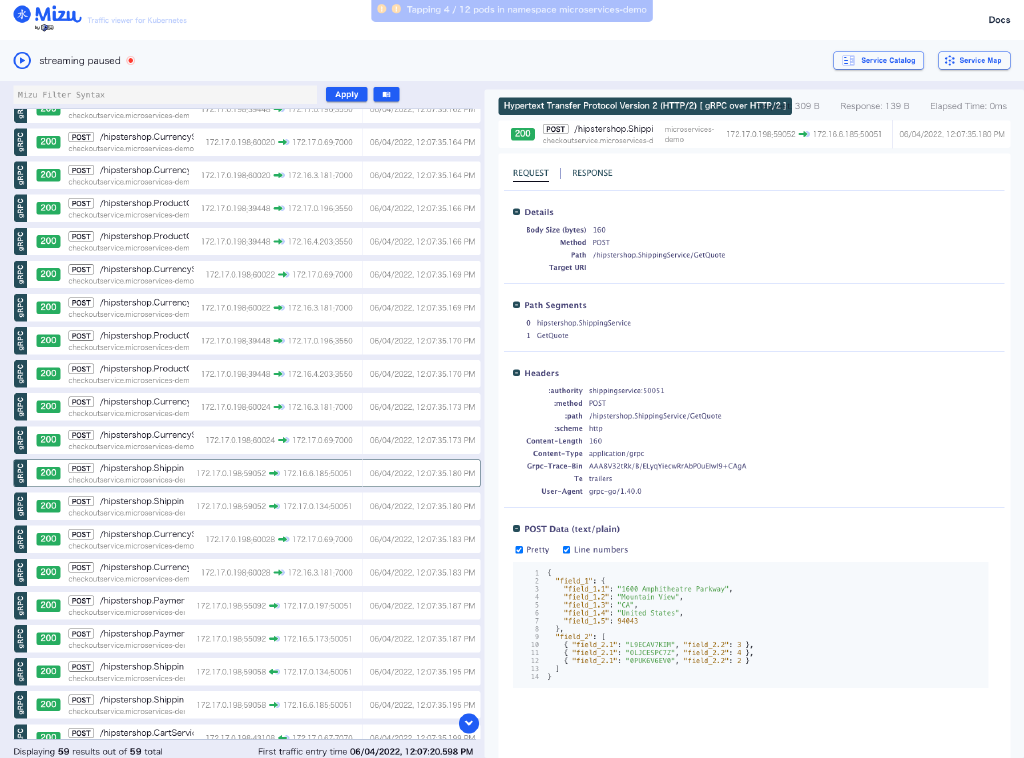 水 Mizu
by
Traffic viewer for Kubernetes
Tapping 4 / 12 pods in namespace microservices-demo
Docs
streaming paused
Service Catalog
Service Map
Mizu Filter Syntax
Apply
checkoutservice.microservices-dem
gRPC 200 POST /hipstershop.CurrencyS 172.17.0.198:60020 172.17.0.69:7000 06/04/2022, 12:07:35.164 PM
checkoutservice.microservices-demo
gRPC 200 POST /hipstershop.Currency 172.17.0.198:60020 172.16.3.181:7000 06/04/2022, 12:07:35.164 PM
checkoutservice.microservices-dem
gRPC 200 POST /hipstershop.ProductC 172.17.0.198:39448 172.17.0.196:3550 06/04/2022, 12:07:35.166 PM
checkoutservice.microservices-dem
gRPC 200 POST /hipstershop.ProductC 172.17.0.198:39448 172.16.4.203:3550 06/04/2022, 12:07:35.166 PM
checkoutservice.microservices-dem
gRPC 200 POST /hipstershop.CurrencyS 172.17.0.198:60022 172.17.0.69:7000 06/04/2022, 12:07:35.169 PM
checkoutservice.microservices-demo
gRPC 200 POST /hipstershop.Currency 172.17.0.198:60022 172.16.3.181:7000 06/04/2022, 12:07:35.169 PM
checkoutservice.microservices-dem
gRPC 200 POST /hipstershop.ProductC 172.17.0.198:39448 172.17.0.196:3550 06/04/2022, 12:07:35.170 PM
checkoutservice.microservices-dem
gRPC 200 POST /hipstershop.ProductC 172.17.0.198:39448 172.16.4.203:3550 06/04/2022, 12:07:35.170 PM
checkoutservice.microservices-dem
gRPC 200 POST /hipstershop.Currency 172.17.0.198:60024 172.16.3.181:7000 06/04/2022, 12:07:35.173 PM
checkoutservice.microservices-dem
gRPC 200 POST /hipstershop.CurrencyS 172.17.0.198:60024 172.17.0.69:7000 06/04/2022, 12:07:35.173 PM
checkoutservice.microservices-demo
gRPC 200 POST /hipstershop.Shippin 172.17.0.198:59052 172.16.6.185:50051 06/04/2022, 12:07:35.180 PM
checkoutservice.microservices-de
gRPC 200 POST /hipstershop.Shippin 172.17.0.198:59052 172.17.0.134:50051 06/04/2022, 12:07:35.180 PM
checkoutservice.microservices-de
gRPC 200 POST /hipstershop.CurrencyS 172.17.0.198:60028 172.17.0.69:7000 06/04/2022, 12:07:35.183 PM
checkoutservice.microservices-demo
gRPC 200 POST /hipstershop.Currency 172.17.0.198:60028 172.16.3.181:7000 06/04/2022, 12:07:35.183 PM
checkoutservice.microservices-dem
gRPC 200 POST /hipstershop.Paymer 172.17.0.198:55092 172.17.0.197:50051 06/04/2022, 12:07:35.187 PM
checkoutservice.microservices-de
gRPC 200 POST /hipstershop.Paymer 172.17.0.198:55092 172.16.5.173:50051 06/04/2022, 12:07:35.187 PM
checkoutservice.microservices-de
gRPC 200 POST /hipstershop.Shippin 172.17.0.198:59058 172.17.0.134:50051 06/04/2022, 12:07:35.195 PM
checkoutservice.microservices-de
gRPC 200 POST /hipstershop.Shippin 172.17.0.198:59058 172.16.6.185:50051 06/04/2022, 12:07:35.195 PM
checkoutservice.microservices-de
200 POST /hipstershop.CartServi
Displaying 59 results out of 59 total
First traffic entry time 06/04/2022, 12:07:20.598 PM
Hypertext Transfer Protocol Version 2 (HTTP/2) [ gRPC over HTTP/2 ]
309 B
Response: 139 B
Elapsed Time: 0ms
200 POST /hipstershop.Shippi
checkoutservice.microservices-d
microservices-demo
172.17.0.198:59052 172.16.6.185:50051
06/04/2022, 12:07:35.180 PM
REQUEST | RESPONSE
Details
Body Size (bytes) 160
Method POST
Path /hipstershop.ShippingService/GetQuote
Target URI
Path Segments
0 hipstershop.ShippingService
1 GetQuote
Headers
:authority shippingservice:50051
:method POST
:path /hipstershop.ShippingService/GetQuote
:scheme http
Content-Length 160
Content-Type application/grpc
Grpc-Trace-Bin
Te trailers
User-Agent grpc-go/1.40.0
POST Data (text/plain)
Pretty
Line numbers
1 {
2 "field_1": {
3 "field_1.1": "1600 Amphitheatre Parkway",
4 "field_1.2": "Mountain View",
5 "field_1.3": "CA",
6 "field_1.4": "United States",
7 "field_1.5": 94043
8 },
9 "field_2": [
10 { "field_2.1": "L9ECAV7KIM", "field_2.2": 3 },
11 { "field_2.1": "OLJCESPC7Z", "field_2.2": 4 },
12 { "field_2.1": "0PUK6V6EV0", "field_2.2": 2 }
13 ]
14 }